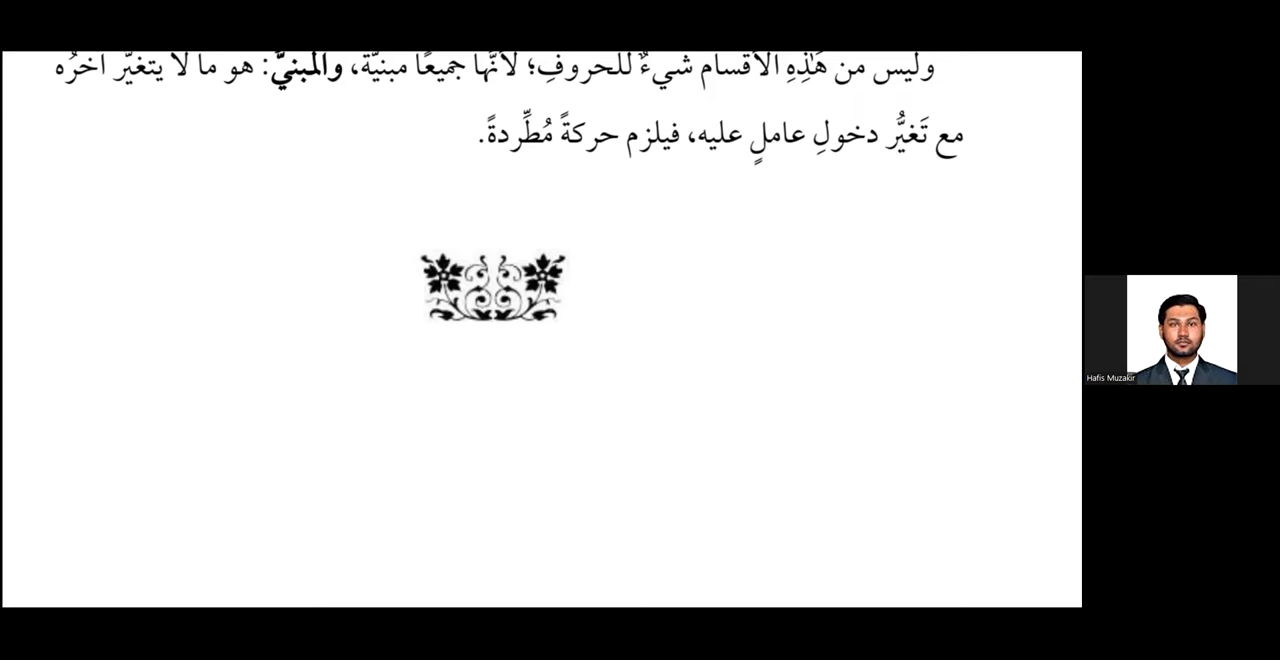 وليس من هَٰذِهِ الأقسام شيءٌ للحروفِ؛ لأنَّها جميعًا مبنيَّة، والمبنيُّ: هو ما لا يتغيَّر آخرُه
مع تَغيُّر دخولِ عاملٍ عليه، فيلزم حركةً مُطَّردةً.
Hafis Muzakir